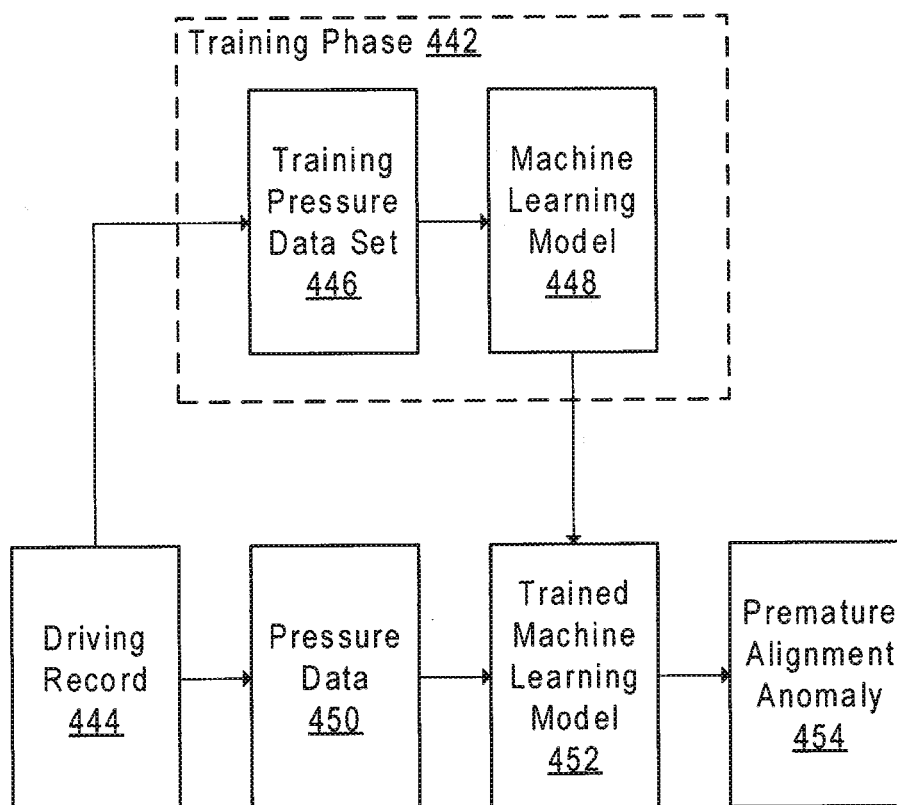 Training Phase 442
Training
Pressure
Data Set
446
Machine
Learning
Model
448
Driving
Record
444
Pressure
Data
450
Trained
Machine
Learning
Model
452
Premature
Alignment
Anomaly
454